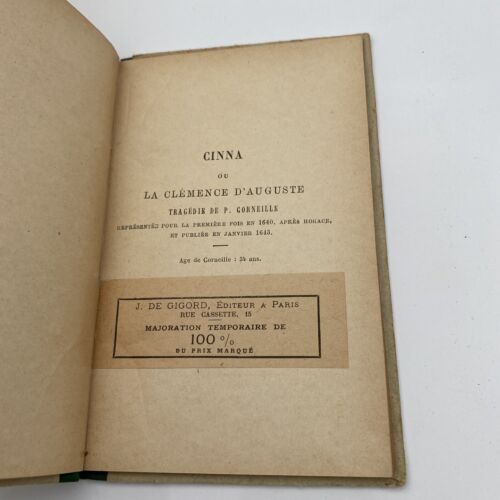 CINNA
OU
LA CLÉMENCE D'AUGUSTE
TRAGÉDIE DE P. CORNEILLE
REPRÉSENTÉE POUR LA PREMIÈRE FOIS EN 1640, APRÈS HORACE,
ET PUBLIÉE EN JANVIER 1643.
Age de Corneille : 34 ans.
J. DE GIGORD, ÉDITEUR A PARIS
RUE CASSETTE, 15
MAJORATION TEMPORAIRE DE
100 %
DU PRIX MARQUÉ